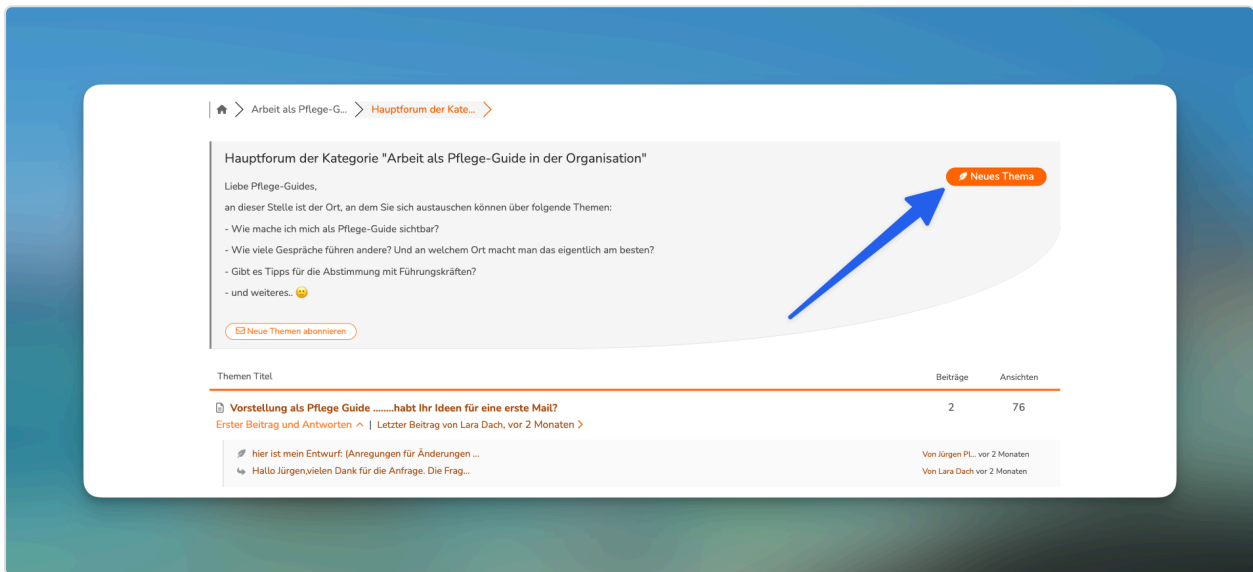 Arbeit als Pflege-G...
Hauptforum der Kate...
Hauptforum der Kategorie "Arbeit als Pflege-Guide in der Organisation"
Neues Thema
Liebe Pflege-Guides,
an dieser Stelle ist der Ort, an dem Sie sich austauschen können über folgende Themen:
- Wie mache ich mich als Pflege-Guide sichtbar?
- Wie viele Gespräche führen andere? Und an welchem Ort macht man das eigentlich am besten?
- Gibt es Tipps für die Abstimmung mit Führungskräften?
- und weiteres.. 😀
Neue Themen abonnieren
Themen Titel Beiträge Ansichten
Vorstellung als Pflege Guide ........habt Ihr Ideen für eine erste Mail? 2 76
Erster Beitrag und Antworten | Letzter Beitrag von Lara Dach, vor 2 Monaten
hier ist mein Entwurf: (Anregungen für Änderungen ... Von Jürgen Pl... vor 2 Monaten
Hallo Jürgen,vielen Dank für die Anfrage. Die Frag... Von Lara Dach vor 2 Monaten